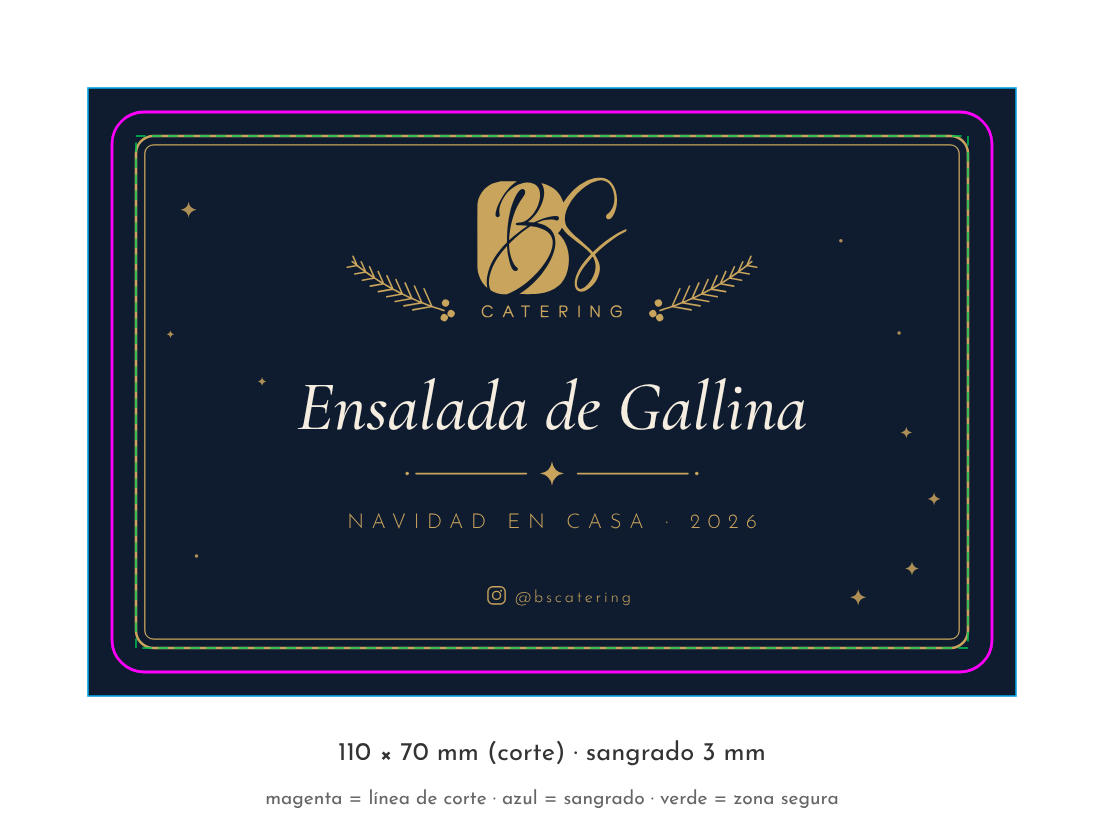 BS
CATERING
Ensalada de Gallina
NAVIDAD EN CASA · 2026
@bscatering
110 × 70 mm (corte) · sangrado 3 mm
magenta = línea de corte · azul = sangrado · verde = zona segura